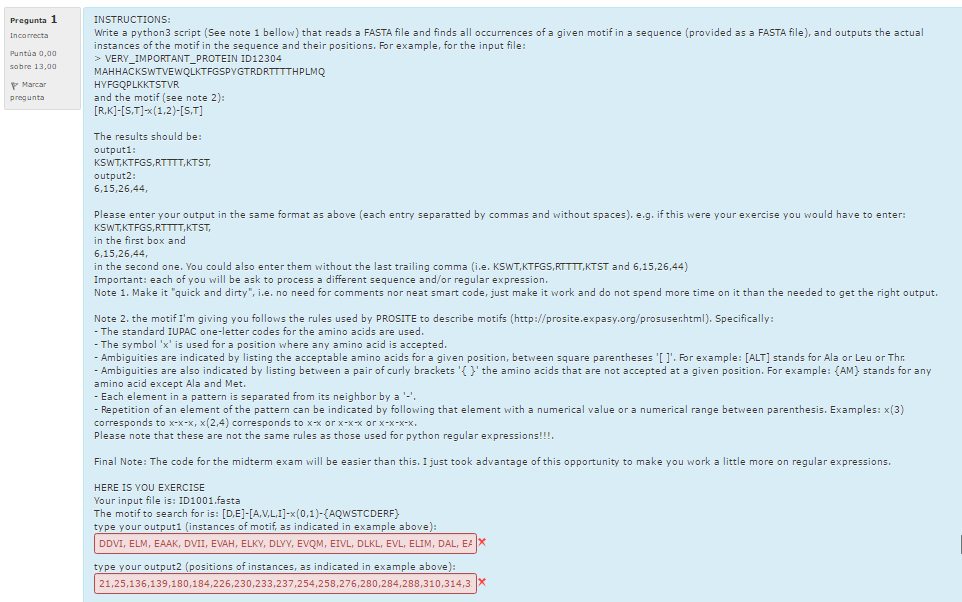 Pregunta 1
Incorrecta
Puntúa 0,00
sobre 13,00
Marcar
pregunta
INSTRUCTIONS:
Write a python3 script (See note 1 bellow) that reads a FASTA file and finds all occurrences of a given motif in a sequence (provided as a FASTA file), and outputs the actual
instances of the motif in the sequence and their positions. For example, for the input file:
> VERY_IMPORTANT_PROTEIN ID12304
MAHHACKSWTVEWQLKTFGSPYGTRDRTTTTHPLMQ
HYFGQPLKKTSTVR
and the motif (see note 2):
[R,K]-[S,T]-x(1,2)-[S,T]
The results should be:
output1:
KSWT,KTFGS,RTTTT,KTST,
output2:
6,15,26,44,
Please enter your output in the same format as above (each entry separatted by commas and without spaces). e.g. if this were your exercise you would have to enter:
KSWT,KTFGS,RTTTT,KTST,
in the first box and
6,15,26,44,
in the second one. You could also enter them without the last trailing comma (i.e. KSWT,KTFGS,RTTTT,KTST and 6,15,26,44)
Important: each of you will be ask to process a different sequence and/or regular expression.
Note 1. Make it "quick and dirty", i.e. no need for comments nor neat smart code, just make it work and do not spend more time on it than the needed to get the right output.
Note 2. the motif I'm giving you follows the rules used by PROSITE to describe motifs (http://prosite.expasy.org/prosuser.html). Specifically:
- The standard IUPAC one-letter codes for the amino acids are used.
- The symbol 'x' is used for a position where any amino acid is accepted.
- Ambiguities are indicated by listing the acceptable amino acids for a given position, between square parentheses '[ ]'. For example: [ALT] stands for Ala or Leu or Thr.
- Ambiguities are also indicated by listing between a pair of curly brackets '{ }' the amino acids that are not accepted at a given position. For example: {AM} stands for any
amino acid except Ala and Met.
- Each element in a pattern is separated from its neighbor by a '-'.
- Repetition of an element of the pattern can be indicated by following that element with a numerical value or a numerical range between parenthesis. Examples: x(3)
corresponds to x-x-x, x(2,4) corresponds to x-x or x-x-x or x-x-x-x.
Please note that these are not the same rules as those used for python regular expressions!!!.
Final Note: The code for the midterm exam will be easier than this. I just took advantage of this opportunity to make you work a little more on regular expressions.
HERE IS YOU EXERCISE
Your input file is: ID1001.fasta
The motif to search for is: [D,E]-[A,V,L,I]-x(0,1)-{AQWSTCDERF}
type your output1 (instances of motif, as indicated in example above):
DDVI, ELM, EAAK, DVII, EVAH, ELKY, DLYY, EVQM, EIVL, DLKL, EVL, ELIM, DAL, EA
type your output2 (positions of instances, as indicated in example above):
21,25,136,139,180,184,226,230,233,237,254,258,276,280,284,288,310,314,3